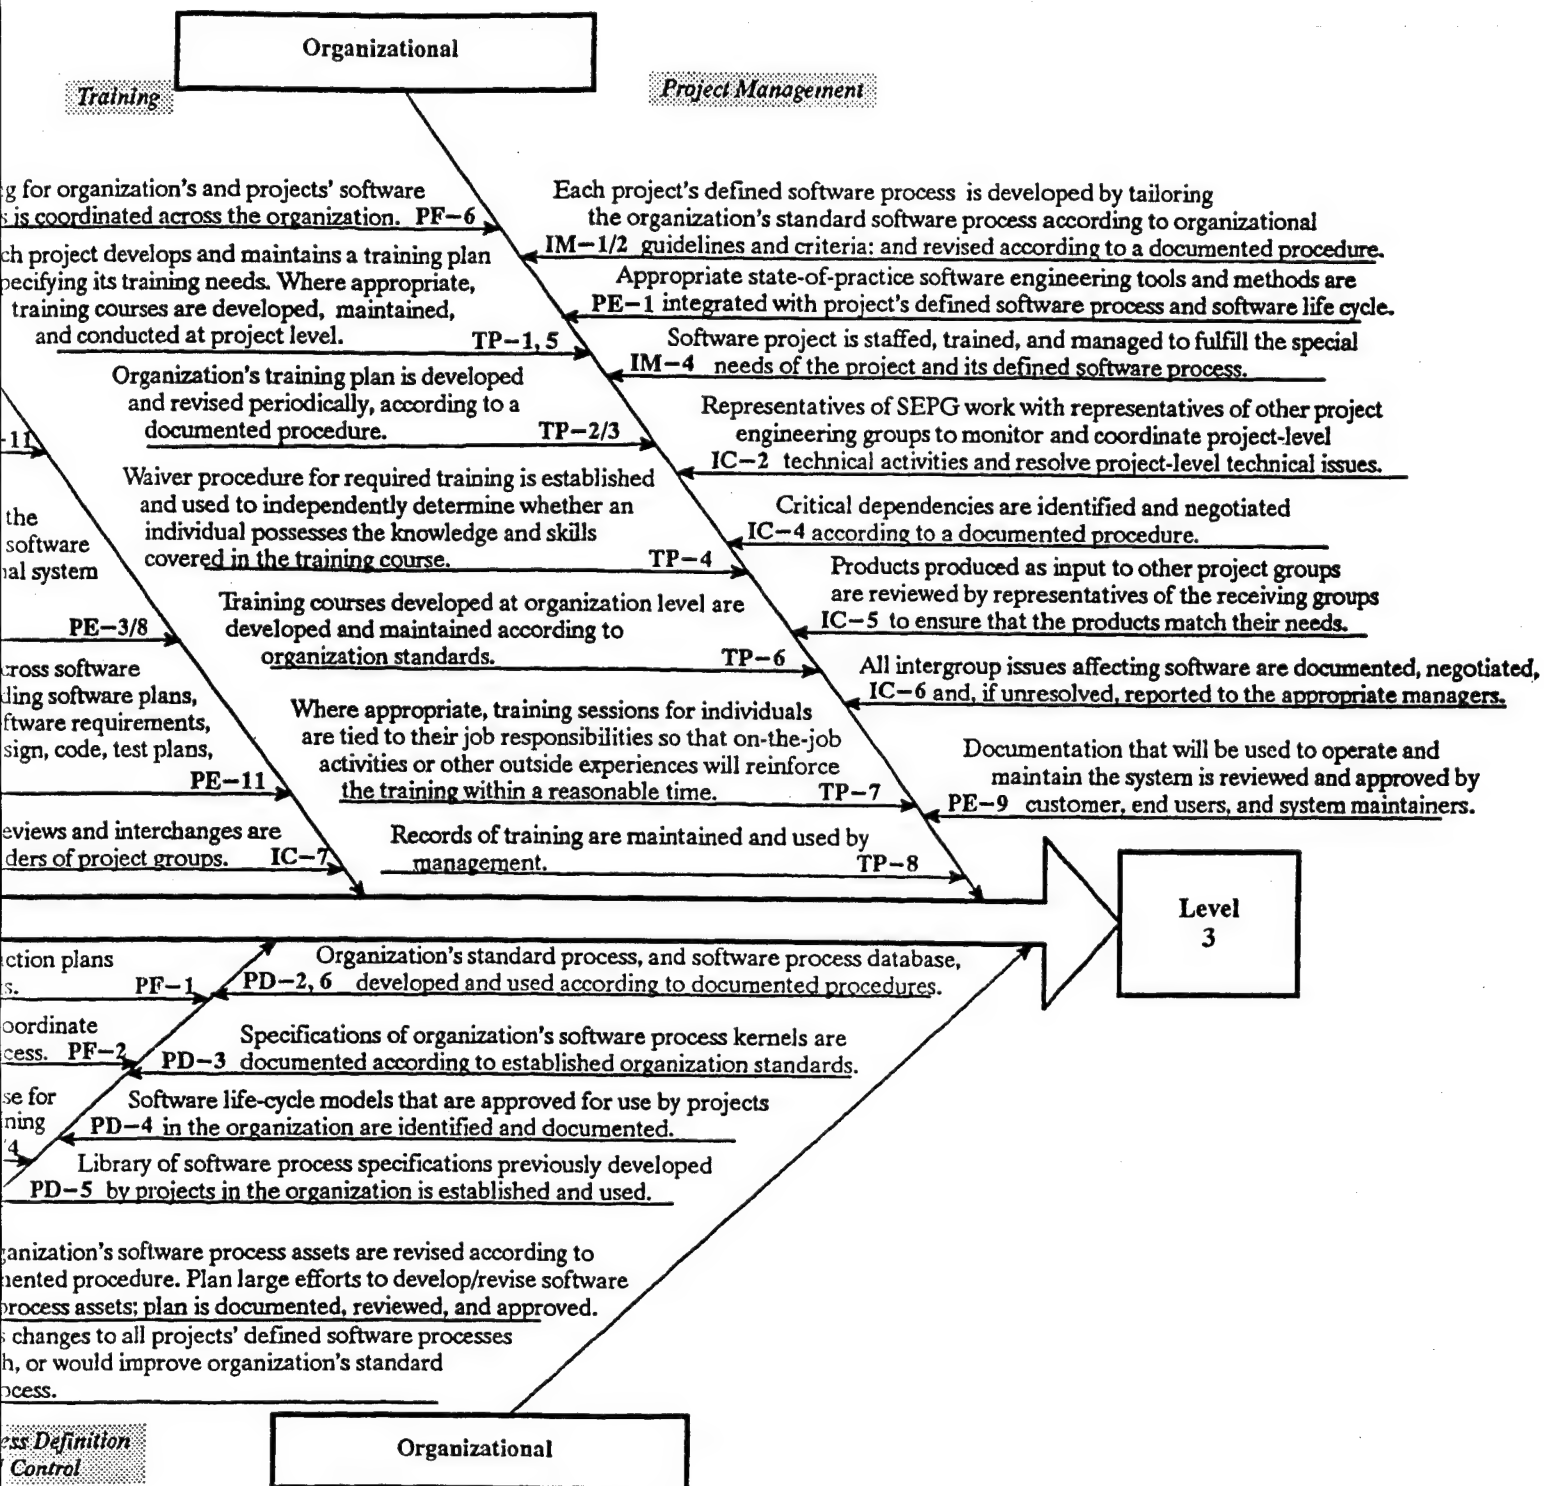 Organizational
Training
Project Management
for organization's and projects' software
is coordinated across the organization. PF-6
project develops and maintains a training plan
its training needs. Where appropriate,
training courses are developed, maintained,
and conducted at project level. TP-1, 5
Organization's training plan is developed
and revised periodically, according to a
documented procedure. TP-2/3
Waiver procedure for required training is established
and used to independently determine whether an
individual possesses the knowledge and skills
covered in the training course. TP-4
Training courses developed at organization level are
developed and maintained according to
organization standards. TP-6
Where appropriate, training sessions for individuals
are tied to their job responsibilities so that on-the-job
activities or other outside experiences will reinforce
the training within a reasonable time. TP-7
Records of training are maintained and used by
management. TP-8
Each project's defined software process is developed by tailoring
the organization's standard software process according to organizational
IM-1/2 guidelines and criteria: and revised according to a documented procedure.
Appropriate state-of-practice software engineering tools and methods are
PE-1 integrated with project's defined software process and software life cycle.
Software project is staffed, trained, and managed to fulfill the special
IM-4 needs of the project and its defined software process.
Representatives of SEPG work with representatives of other project
engineering groups to monitor and coordinate project-level
IC-2 technical activities and resolve project-level technical issues.
Critical dependencies are identified and negotiated
IC-4 according to a documented procedure.
Products produced as input to other project groups
are reviewed by representatives of the receiving groups
IC-5 to ensure that the products match their needs.
All intergroup issues affecting software are documented, negotiated,
IC-6 and, if unresolved, reported to the appropriate managers.
Documentation that will be used to operate and
maintain the system is reviewed and approved by
PE-9 customer, end users, and system maintainers.
-11
the
software
system
PE-3/8
software
software plans,
requirements,
code, test plans,
PE-11
and interchanges are
of project groups. IC-7
Level
3
plans
PF-1
PF-2
for
4
Organization's standard process, and software process database,
PD-2, 6 developed and used according to documented procedures.
Specifications of organization's software process kernels are
PD-3 documented according to established organization standards.
Software life-cycle models that are approved for use by projects
PD-4 in the organization are identified and documented.
Library of software process specifications previously developed
PD-5 by projects in the organization is established and used.
software process assets are revised according to
procedure. Plan large efforts to develop/revise software
process assets; plan is documented, reviewed, and approved.
changes to all projects' defined software processes
or would improve organization's standard
Definition
Control
Organizational